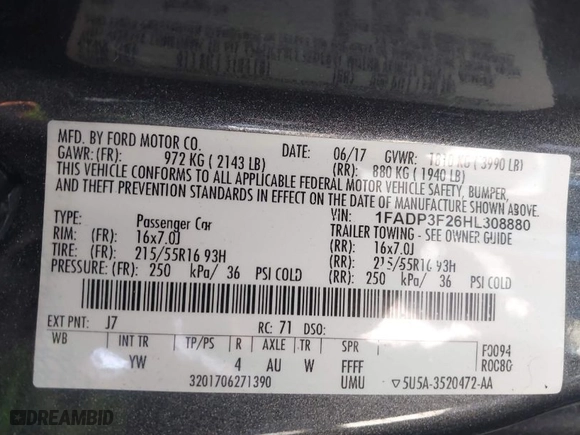 MFD. BY FORD MOTOR CO. DATE: 06/17 GVWR: 1810 KG ( 3990 LB)
GAWR: (FR): 972 KG ( 2143 LB) (RR): 880 KG ( 1940 LB)
THIS VEHICLE CONFORMS TO ALL APPLICABLE FEDERAL MOTOR VEHICLE SAFETY, BUMPER,
AND THEFT PREVENTION STANDARDS IN EFFECT ON THE DATE OF MANUFACTURE SHOWN ABOVE.
VIN: 1FADP3F26HL308880
TYPE: Passenger Car TRAILER TOWING - SEE OWNER GUIDE
RIM: (FR): 16x7.0J (RR): 16x7.0J
TIRE: (FR): 215/55R16 93H (RR): 215/55R16 93H
PRESSURE: (FR): 250 kPa/ 36 PSI COLD (RR): 250 kPa/ 36 PSI COLD
EXT PNT: J7 RC: 71 DSO:
WB INT TR TP/PS R AXLE TR SPR F0094
YW 4 AU W FFFF R0C80
3201706271390 UMU ▽5U5A-3520472-AA
DREAMBID